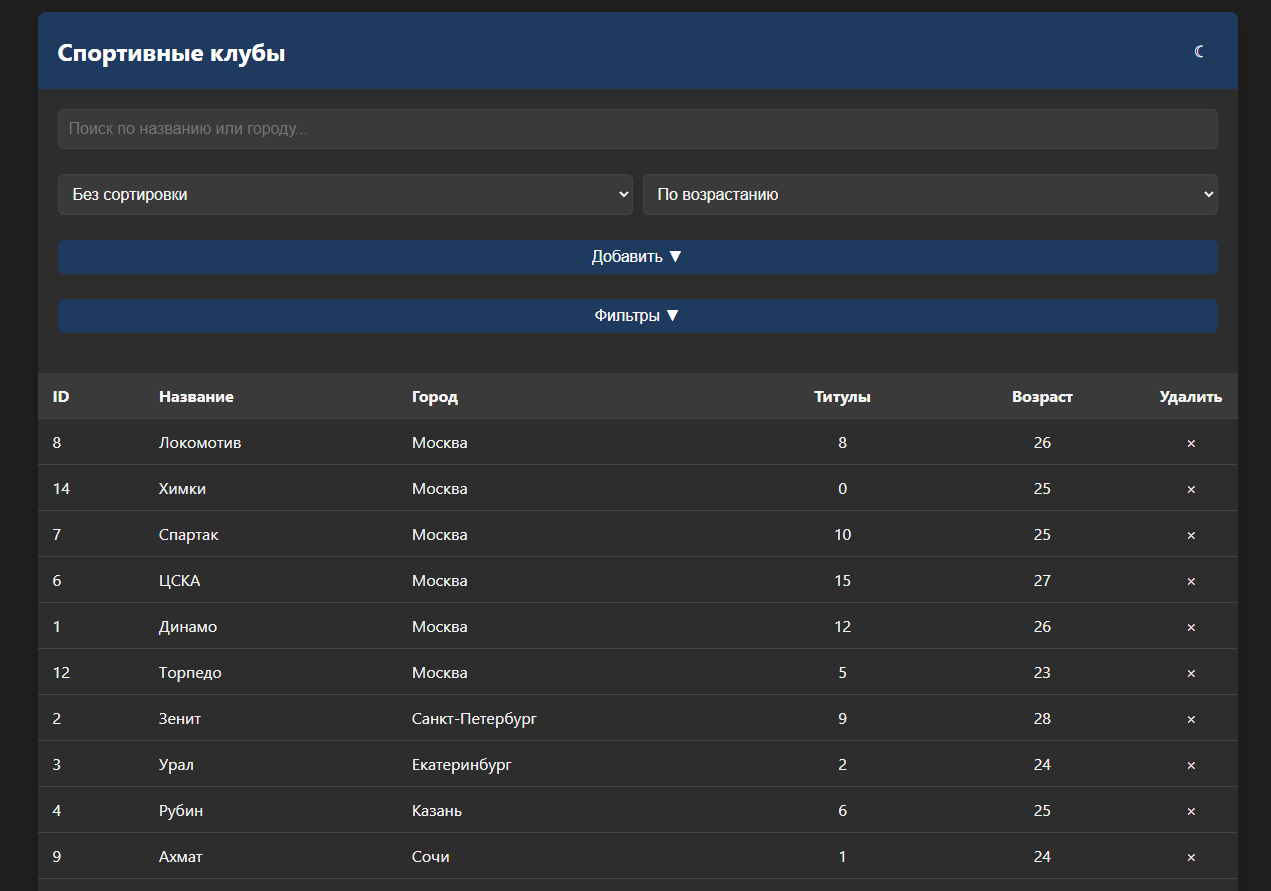 Спортивные клубы ☾
Поиск по названию или городу...
Без сортировки По возрастанию
Добавить ▼
Фильтры ▼
ID Название Город Титулы Возраст Удалить
8 Локомотив Москва 8 26 ×
14 Химки Москва 0 25 ×
7 Спартак Москва 10 25 ×
6 ЦСКА Москва 15 27 ×
1 Динамо Москва 12 26 ×
12 Торпедо Москва 5 23 ×
2 Зенит Санкт-Петербург 9 28 ×
3 Урал Екатеринбург 2 24 ×
4 Рубин Казань 6 25 ×
9 Ахмат Сочи 1 24 ×